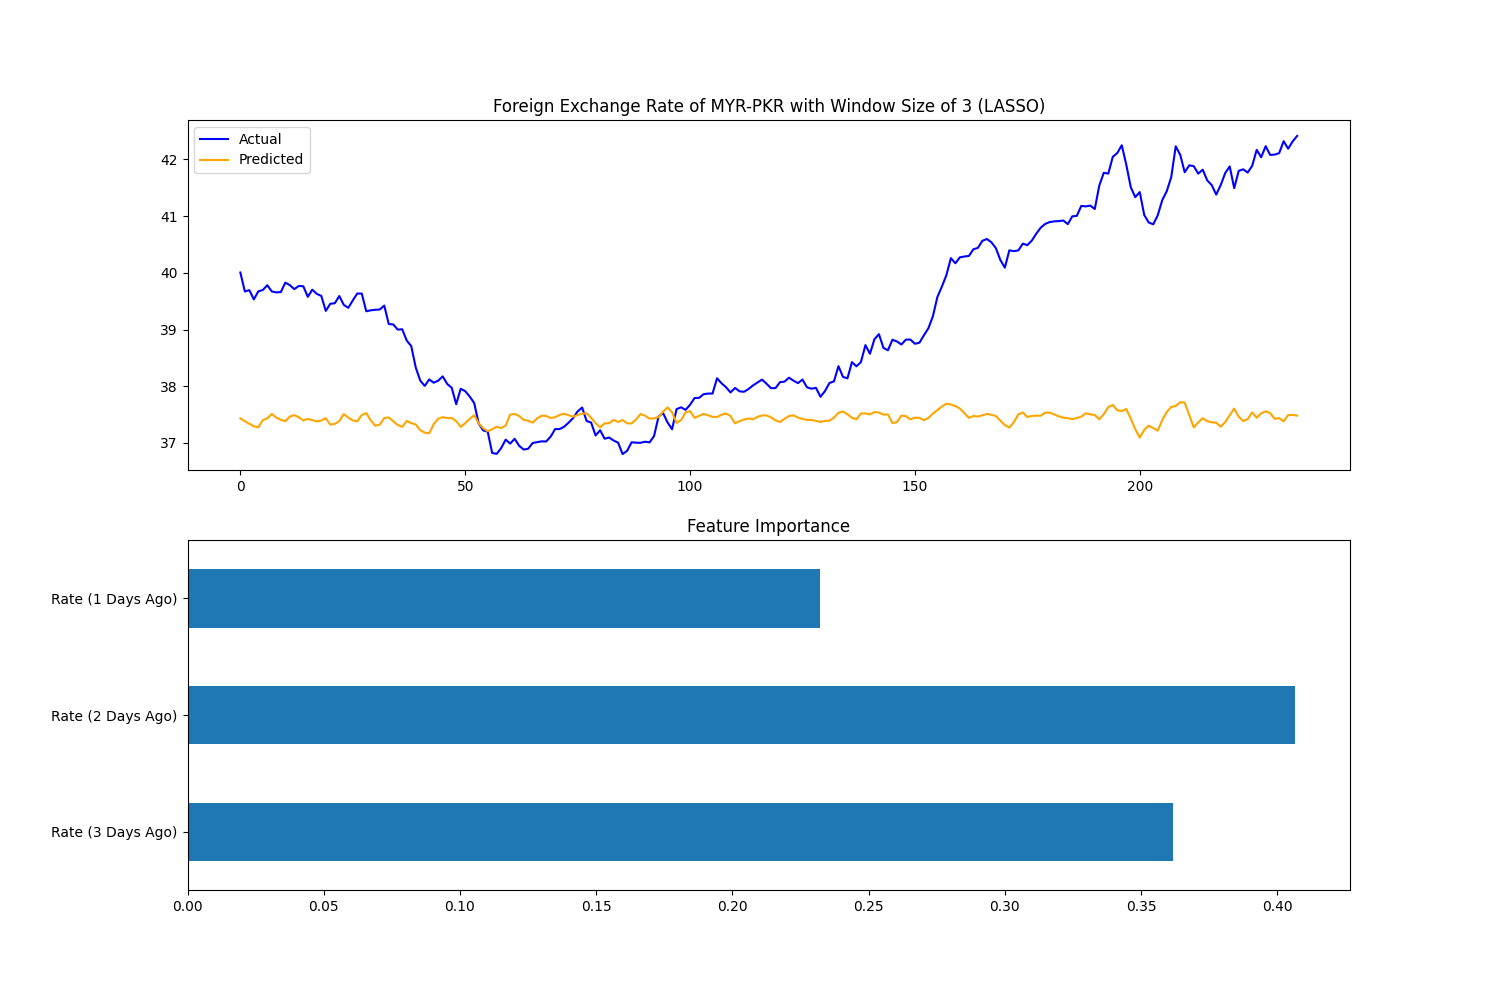 Foreign Exchange Rate of MYR-PKR with Window Size of 3 (LASSO)
Actual
Predicted
42
41
40
39
38
37
0 50 100 150 200
Feature Importance
Rate (1 Days Ago)
Rate (2 Days Ago)
Rate (3 Days Ago)
0.00 0.05 0.10 0.15 0.20 0.25 0.30 0.35 0.40